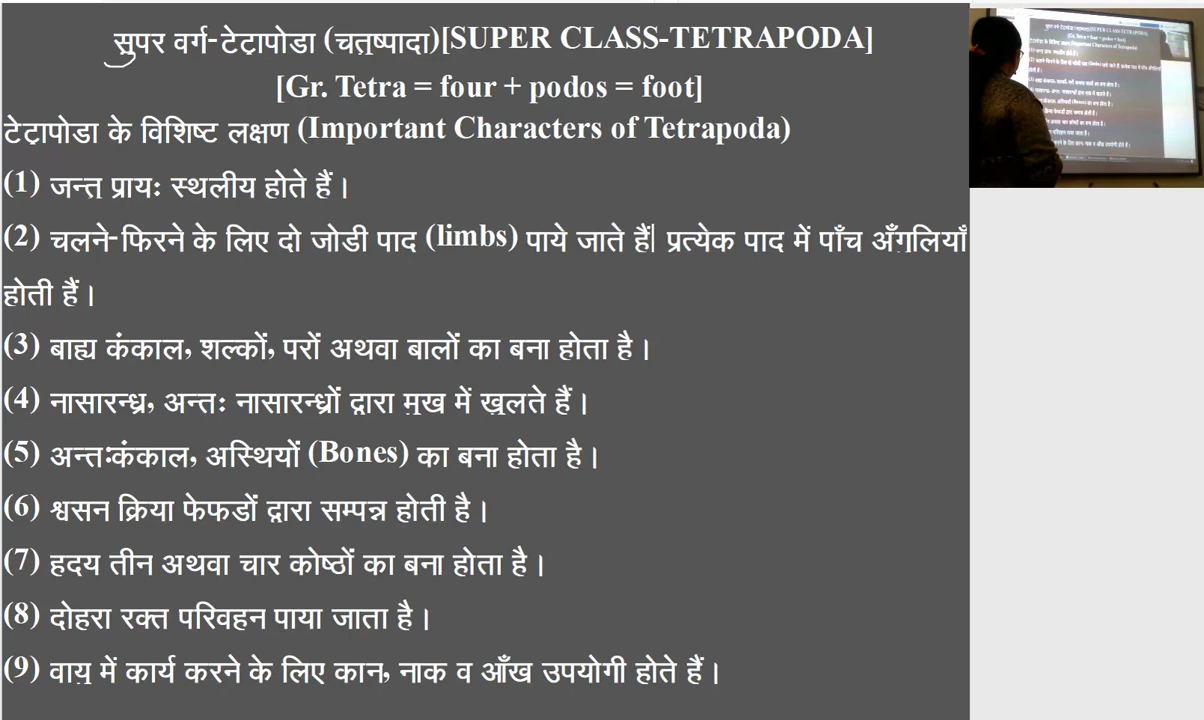 सुपर वर्ग-टेट्रापोडा (चतुष्पादा)[SUPER CLASS-TETRAPODA]
[Gr. Tetra = four + podos = foot]
टेट्रापोडा के विशिष्ट लक्षण (Important Characters of Tetrapoda)
(1) जन्तु प्रायः स्थलीय होते हैं।
(2) चलने-फिरने के लिए दो जोडी पाद (limbs) पाये जाते हैं| प्रत्येक पाद में पाँच अँगुलियाँ
होती हैं।
(3) बाह्य कंकाल, शल्कों, परों अथवा बालों का बना होता है।
(4) नासारन्ध्र, अन्तः नासारन्ध्रों द्वारा मुख में खुलते हैं।
(5) अन्तःकंकाल, अस्थियों (Bones) का बना होता है।
(6) श्वसन क्रिया फेफडों द्वारा सम्पन्न होती है।
(7) हदय तीन अथवा चार कोष्ठों का बना होता है।
(8) दोहरा रक्त परिवहन पाया जाता है।
(9) वायु में कार्य करने के लिए कान, नाक व आँख उपयोगी होते हैं।